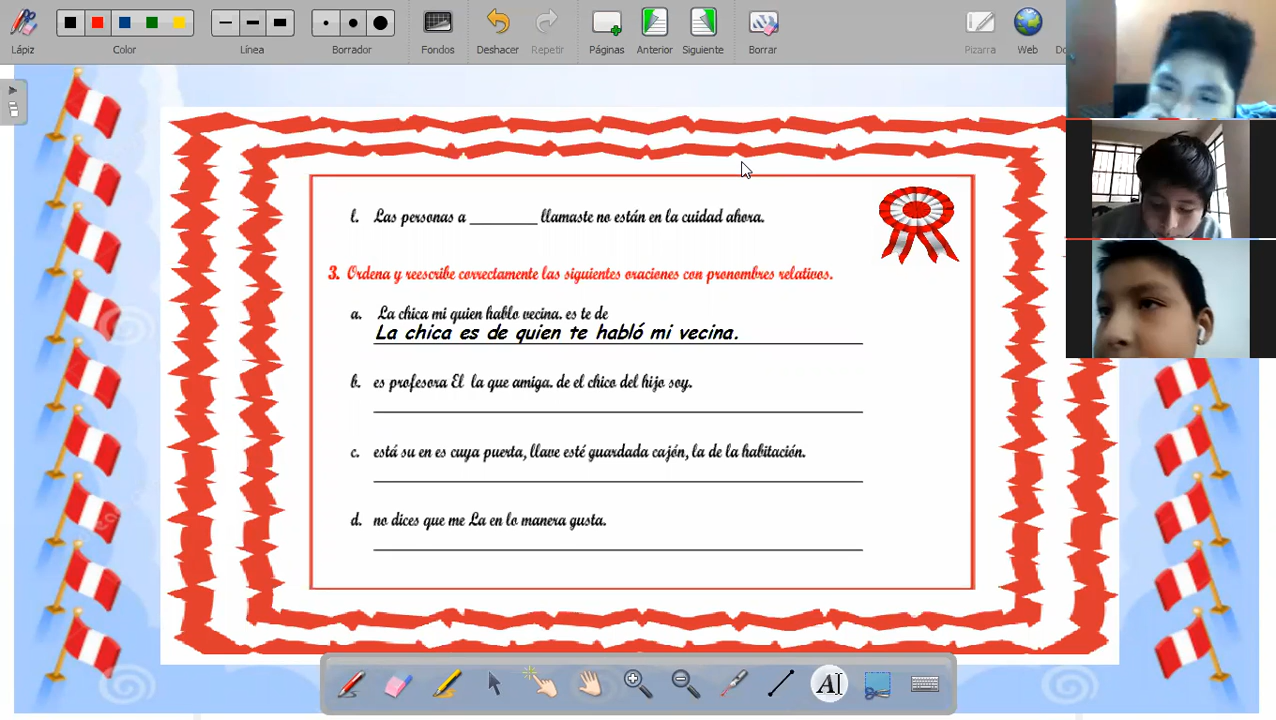 Lápiz
Color
Línea
Borrador
Fondos
Deshacer
Repetir
Páginas
Anterior
Siguiente
Borrar
Pizarra
Web
l. Las personas a ________ llamaste no están en la cuidad ahora.
3. Ordena y reescribe correctamente las siguientes oraciones con pronombres relativos.
a. La chica mi quien hablo vecina. es te de
La chica es de quien te habló mi vecina.
b. es profesora El la que amiga. de el chico del hijo soy.
c. está su en es cuya puerta, llave esté guardada cajón, la de la habitación.
d. no dices que me La en lo manera gusta.